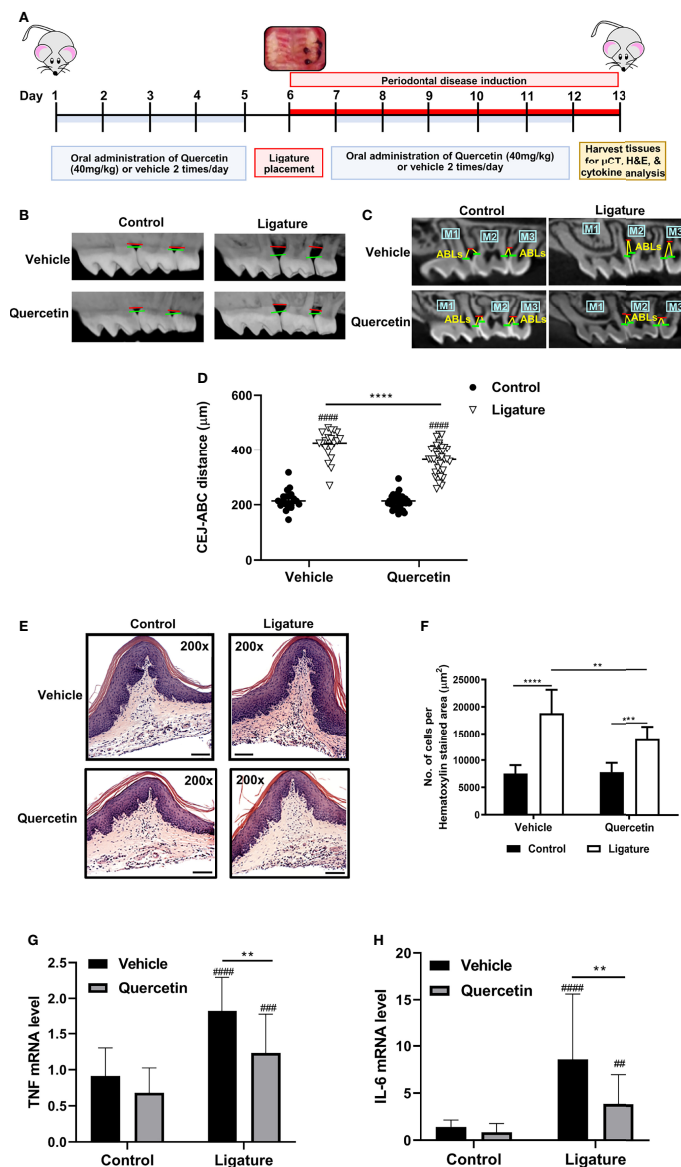 A
Periodontal disease induction
Day
1 2 3 4 5 6 7 8 9 10 11 12 13
Oral administration of Quercetin
(40mg/kg) or vehicle 2 times/day
Ligature
placement
Oral administration of Quercetin (40mg/kg)
or vehicle 2 times/day
Harvest tissues
for μCT, H&E, &
cytokine analysis
B
Control Ligature
Vehicle
Quercetin
C
Control Ligature
Vehicle
M1 M2 M3
ABLs ABLs
M1 M2 M3
ABLs
Quercetin
M1 M2 M3
ABLs ABLs
M1 M2 M3
ABLs
D
Control
Ligature
CEJ-ABC distance (μm)
600
400
200
0
####
****
####
Vehicle Quercetin
E
Control Ligature
Vehicle
200x 200x
Quercetin
200x 200x
F
No. of cells per
Hematoxylin stained area (μm²)
25000
20000
15000
10000
5000
0
****
**
***
Vehicle Quercetin
Control Ligature
G
TNF mRNA level
2.5
2.0
1.5
1.0
0.5
0.0
Vehicle
Quercetin
**
####
###
Control Ligature
H
IL-6 mRNA level
20
15
10
5
0
Vehicle
Quercetin
**
####
##
Control Ligature